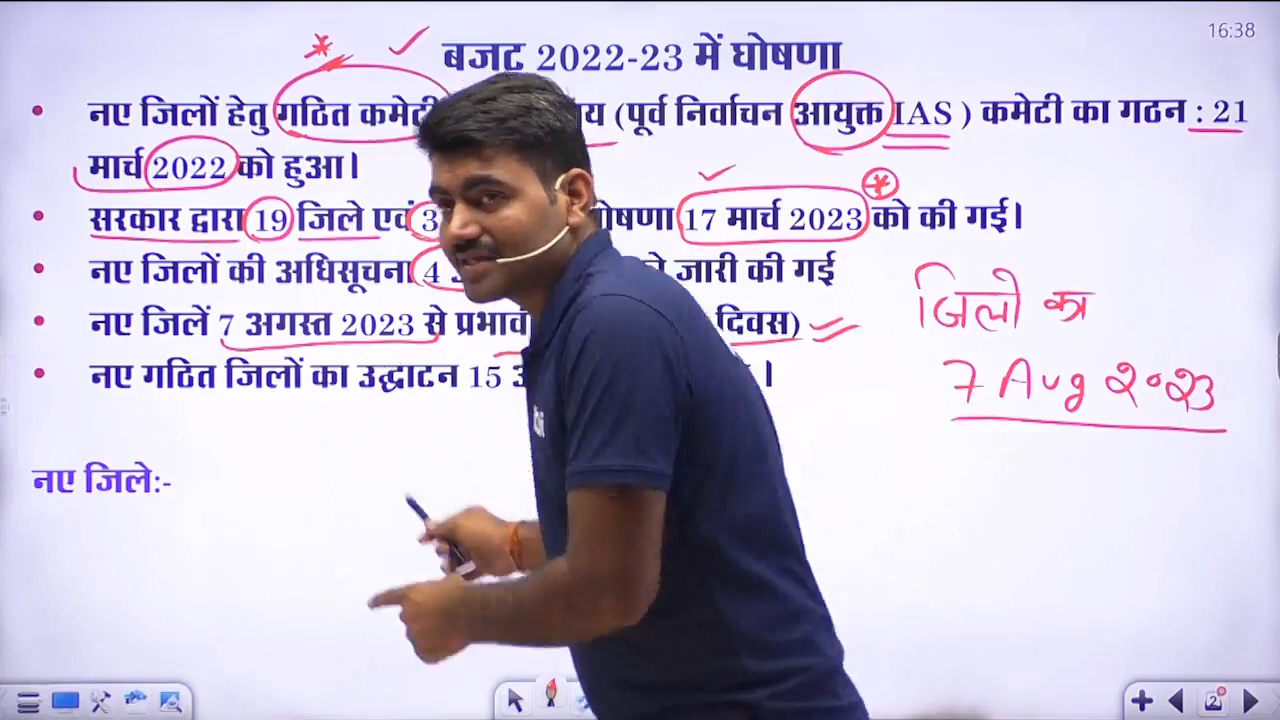 16:38
बजट 2022-23 में घोषणा
• नए जिलों हेतु गठित कमेटी (पूर्व निर्वाचन आयुक्त IAS ) कमेटी का गठन : 21
मार्च 2022 को हुआ।
• सरकार द्वारा 19 जिले एवं 3 17 मार्च 2023 को की गई।
• नए जिलों की अधिसूचना 4 जारी की गई
• नए जिलें 7 अगस्त 2023 से दिवस)
• नए गठित जिलों का उद्घाटन 15 ।
जिलो का
7 Aug 2023
नए जिले:-
2